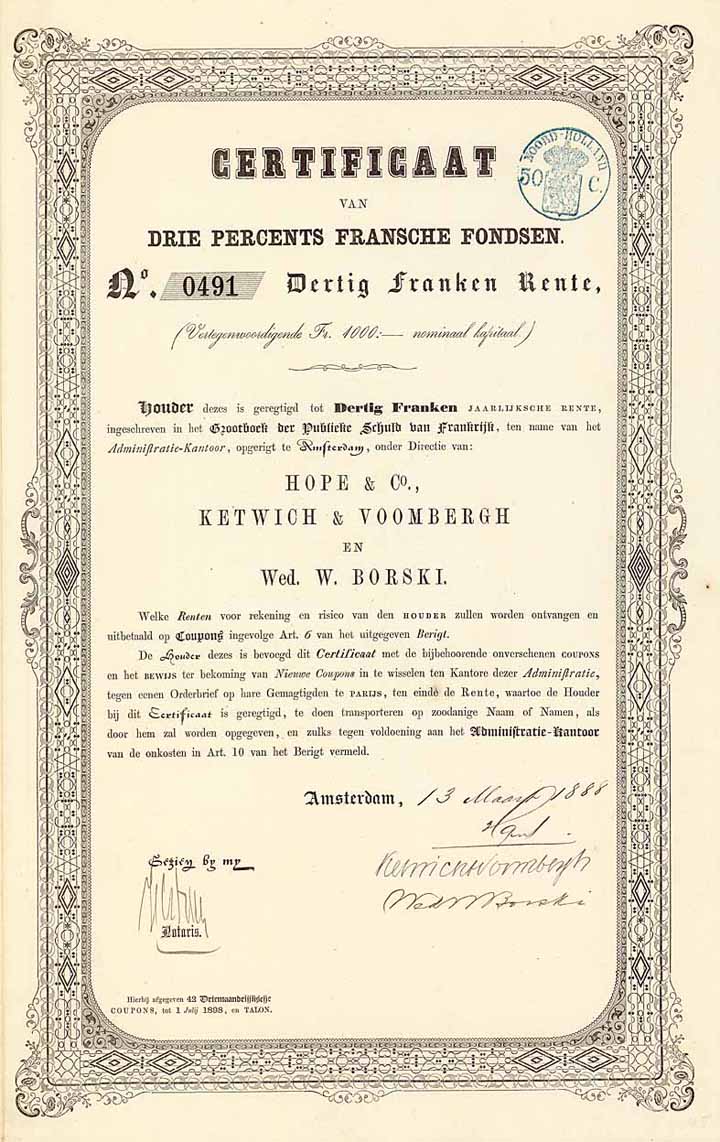 CERTIFICAAT
NOORD-HOLLAND
50 C.
VAN
DRIE PERCENTS FRANSCHE FONDSEN.
No. 0491 Dertig Franken Rente,
(Vertegenwoordigende Fr. 1000:— nominaal kapitaal.)
Houder dezes is geregtigd tot Dertig Franken JAARLIJKSCHE RENTE,
ingeschreven in het Grootboek der Publieke Schuld van Frankrijk, ten name van het
Administratie-Kantoor, opgerigt te Amsterdam, onder Directie van:
HOPE & Co.,
KETWICH & VOOMBERGH
EN
Wed. W. BORSKI.
Welke Renten voor rekening en risico van den HOUDER zullen worden ontvangen en
uitbetaald op Coupons ingevolge Art. 6 van het uitgegeven Berigt.
De Houder dezes is bevoegd dit Certificaat met de bijbehoorende onverschenen COUPONS
en het BEWIJS ter bekoming van Nieuwe Coupons in te wisselen ten Kantore dezer Administratie,
tegen eenen Orderbrief op hare Gemagtigden te PARIJS, ten einde de Rente, waartoe de Houder
bij dit Certificaat is geregtigd, te doen transporteren op zoodanige Naam of Namen, als
door hem zal worden opgegeven, en zulks tegen voldoening aan het Administratie-Kantoor
van de onkosten in Art. 10 van het Berigt vermeld.
Amsterdam, 13 Maart 1888
Ketwich & Voombergh
Wed W Borski
Gezien by my
Notaris.
Hierbij afgegeven 42 Driemaandelijksche
COUPONS, tot 1 Julij 1898, en TALON.